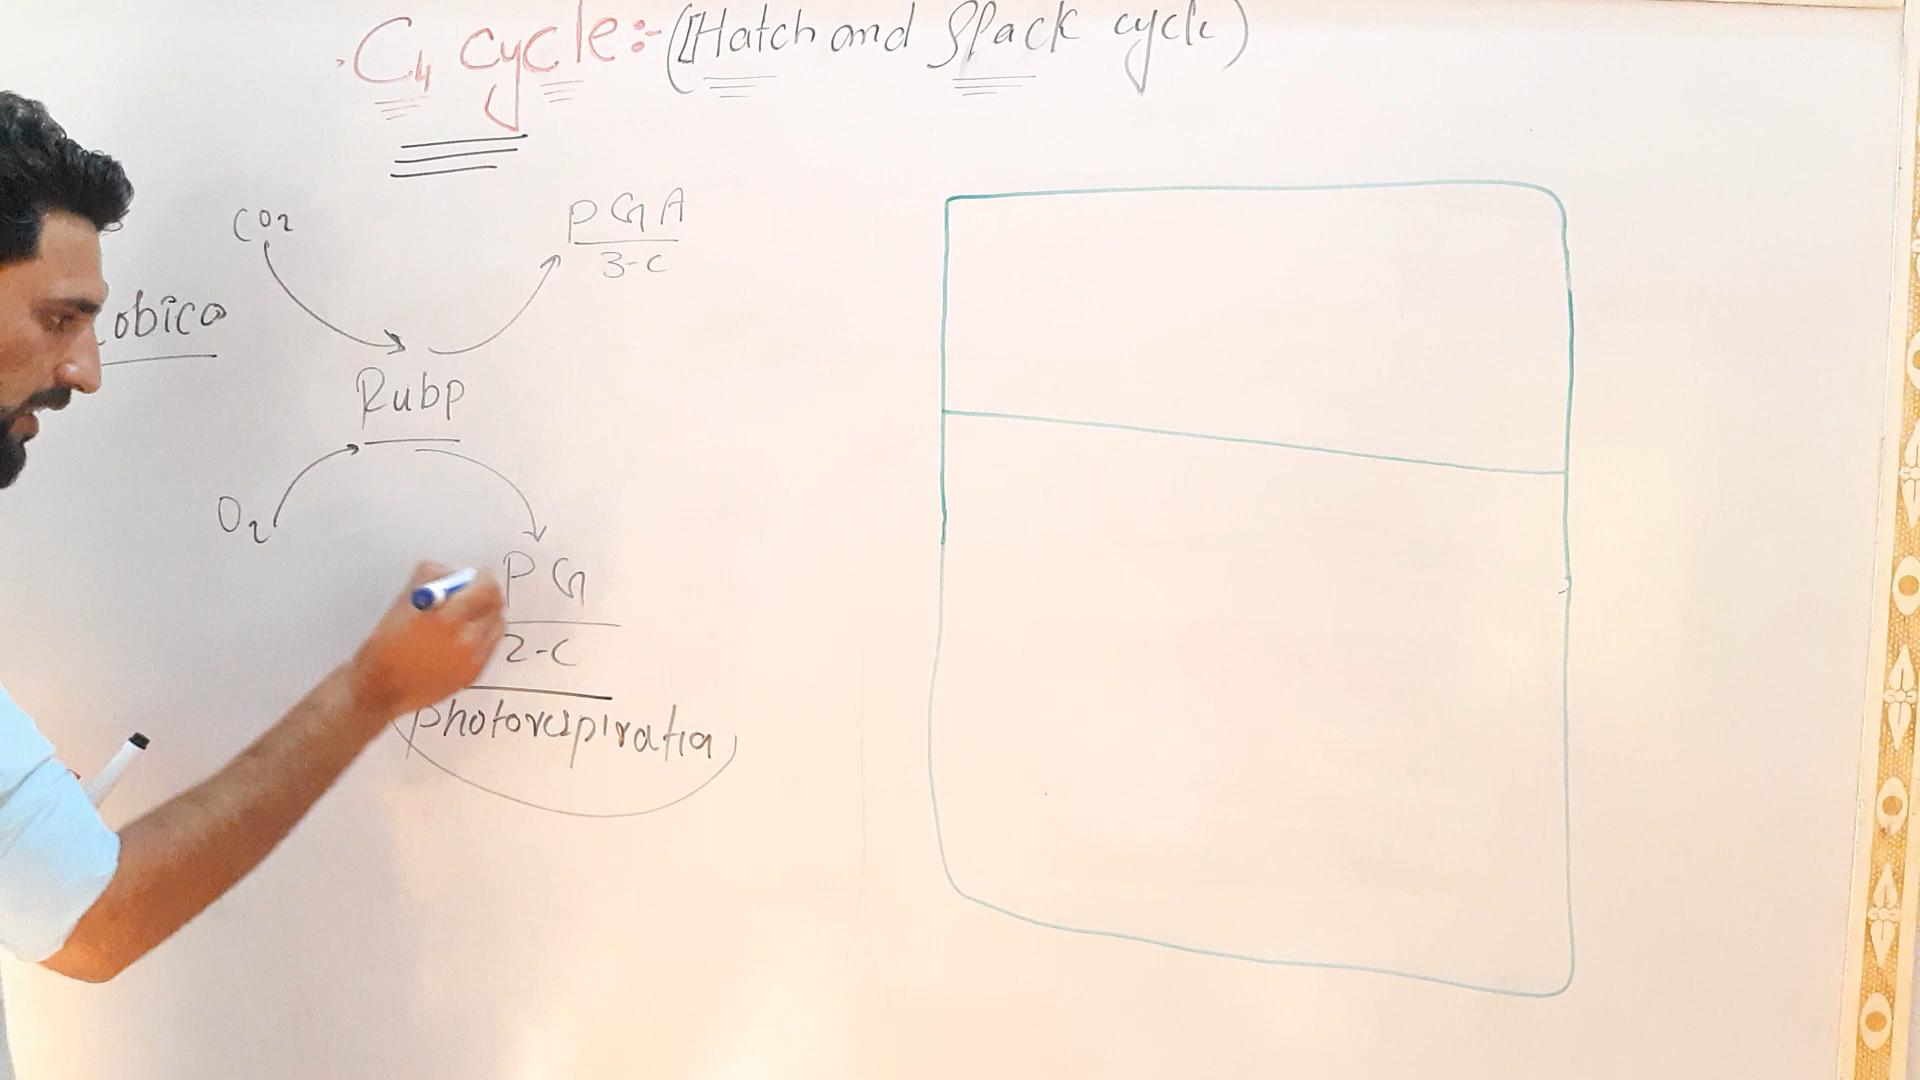 C4 cycle:- (Hatch and Slack cycle)
CO2
PGA
3-C
obica
Rubp
O2
PG
2-C
photorespiratia